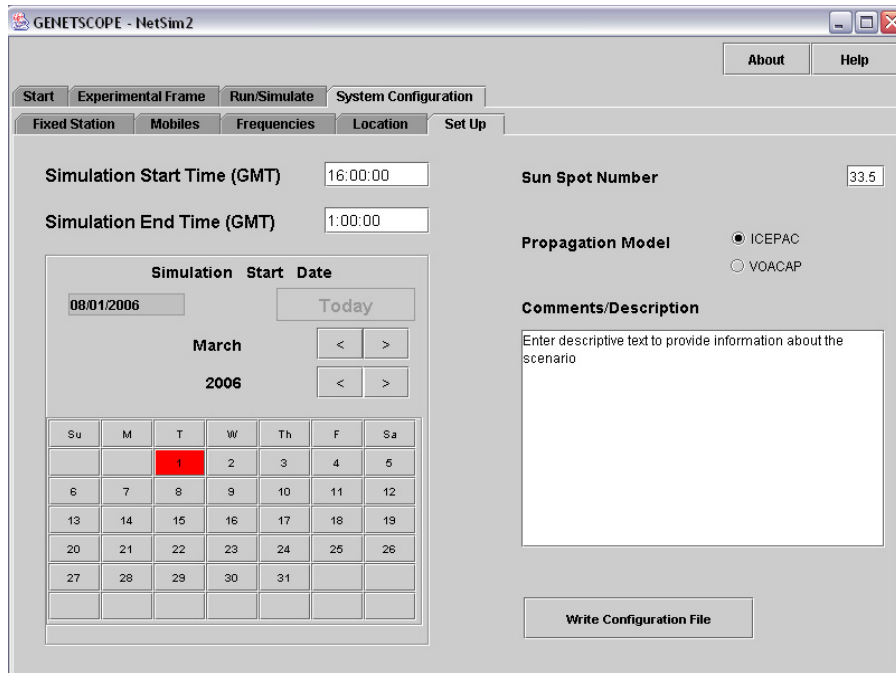 GENETSCOPE - NetSim2
About Help
Start Experimental Frame Run/Simulate System Configuration
Fixed Station Mobiles Frequencies Location Set Up
Simulation Start Time (GMT) 16:00:00
Sun Spot Number 33.5
Simulation End Time (GMT) 1:00:00
Propagation Model
ICEPAC
VOACAP
Simulation Start Date
08/01/2006 Today
March < >
2006 < >
Su M T W Th F Sa
1 2 3 4 5
6 7 8 9 10 11 12
13 14 15 16 17 18 19
20 21 22 23 24 25 26
27 28 29 30 31
Comments/Description
Enter descriptive text to provide information about the
scenario
Write Configuration File